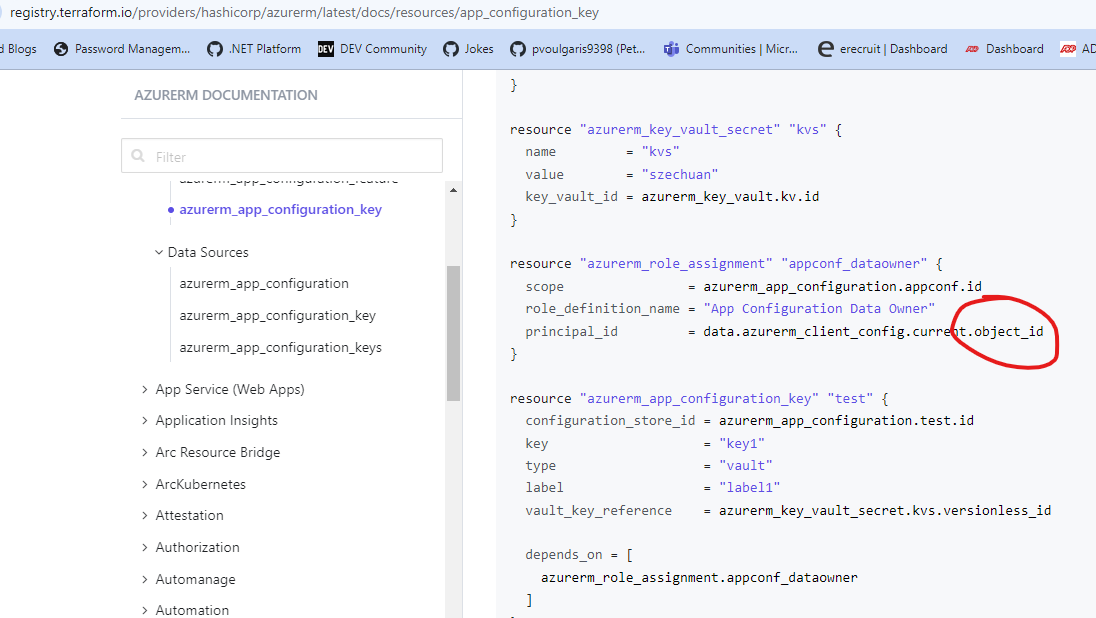 registry.terraform.io/providers/hashicorp/azurerm/latest/docs/resources/app_configuration_key
d Blogs Password Managem... .NET Platform DEV DEV Community Jokes pvoulgaris9398 (Pet... Communities | Micr... erecruit | Dashboard Dashboard AD
AZURERM DOCUMENTATION
Filter
azurerm_app_configuration_feature
azurerm_app_configuration_key
Data Sources
azurerm_app_configuration
azurerm_app_configuration_key
azurerm_app_configuration_keys
App Service (Web Apps)
Application Insights
Arc Resource Bridge
ArcKubernetes
Attestation
Authorization
Automanage
Automation
}
resource "azurerm_key_vault_secret" "kvs" {
name = "kvs"
value = "szechuan"
key_vault_id = azurerm_key_vault.kv.id
}
resource "azurerm_role_assignment" "appconf_dataowner" {
scope = azurerm_app_configuration.appconf.id
role_definition_name = "App Configuration Data Owner"
principal_id = data.azurerm_client_config.current.object_id
}
resource "azurerm_app_configuration_key" "test" {
configuration_store_id = azurerm_app_configuration.test.id
key = "key1"
type = "vault"
label = "label1"
vault_key_reference = azurerm_key_vault_secret.kvs.versionless_id
depends_on = [
azurerm_role_assignment.appconf_dataowner
]